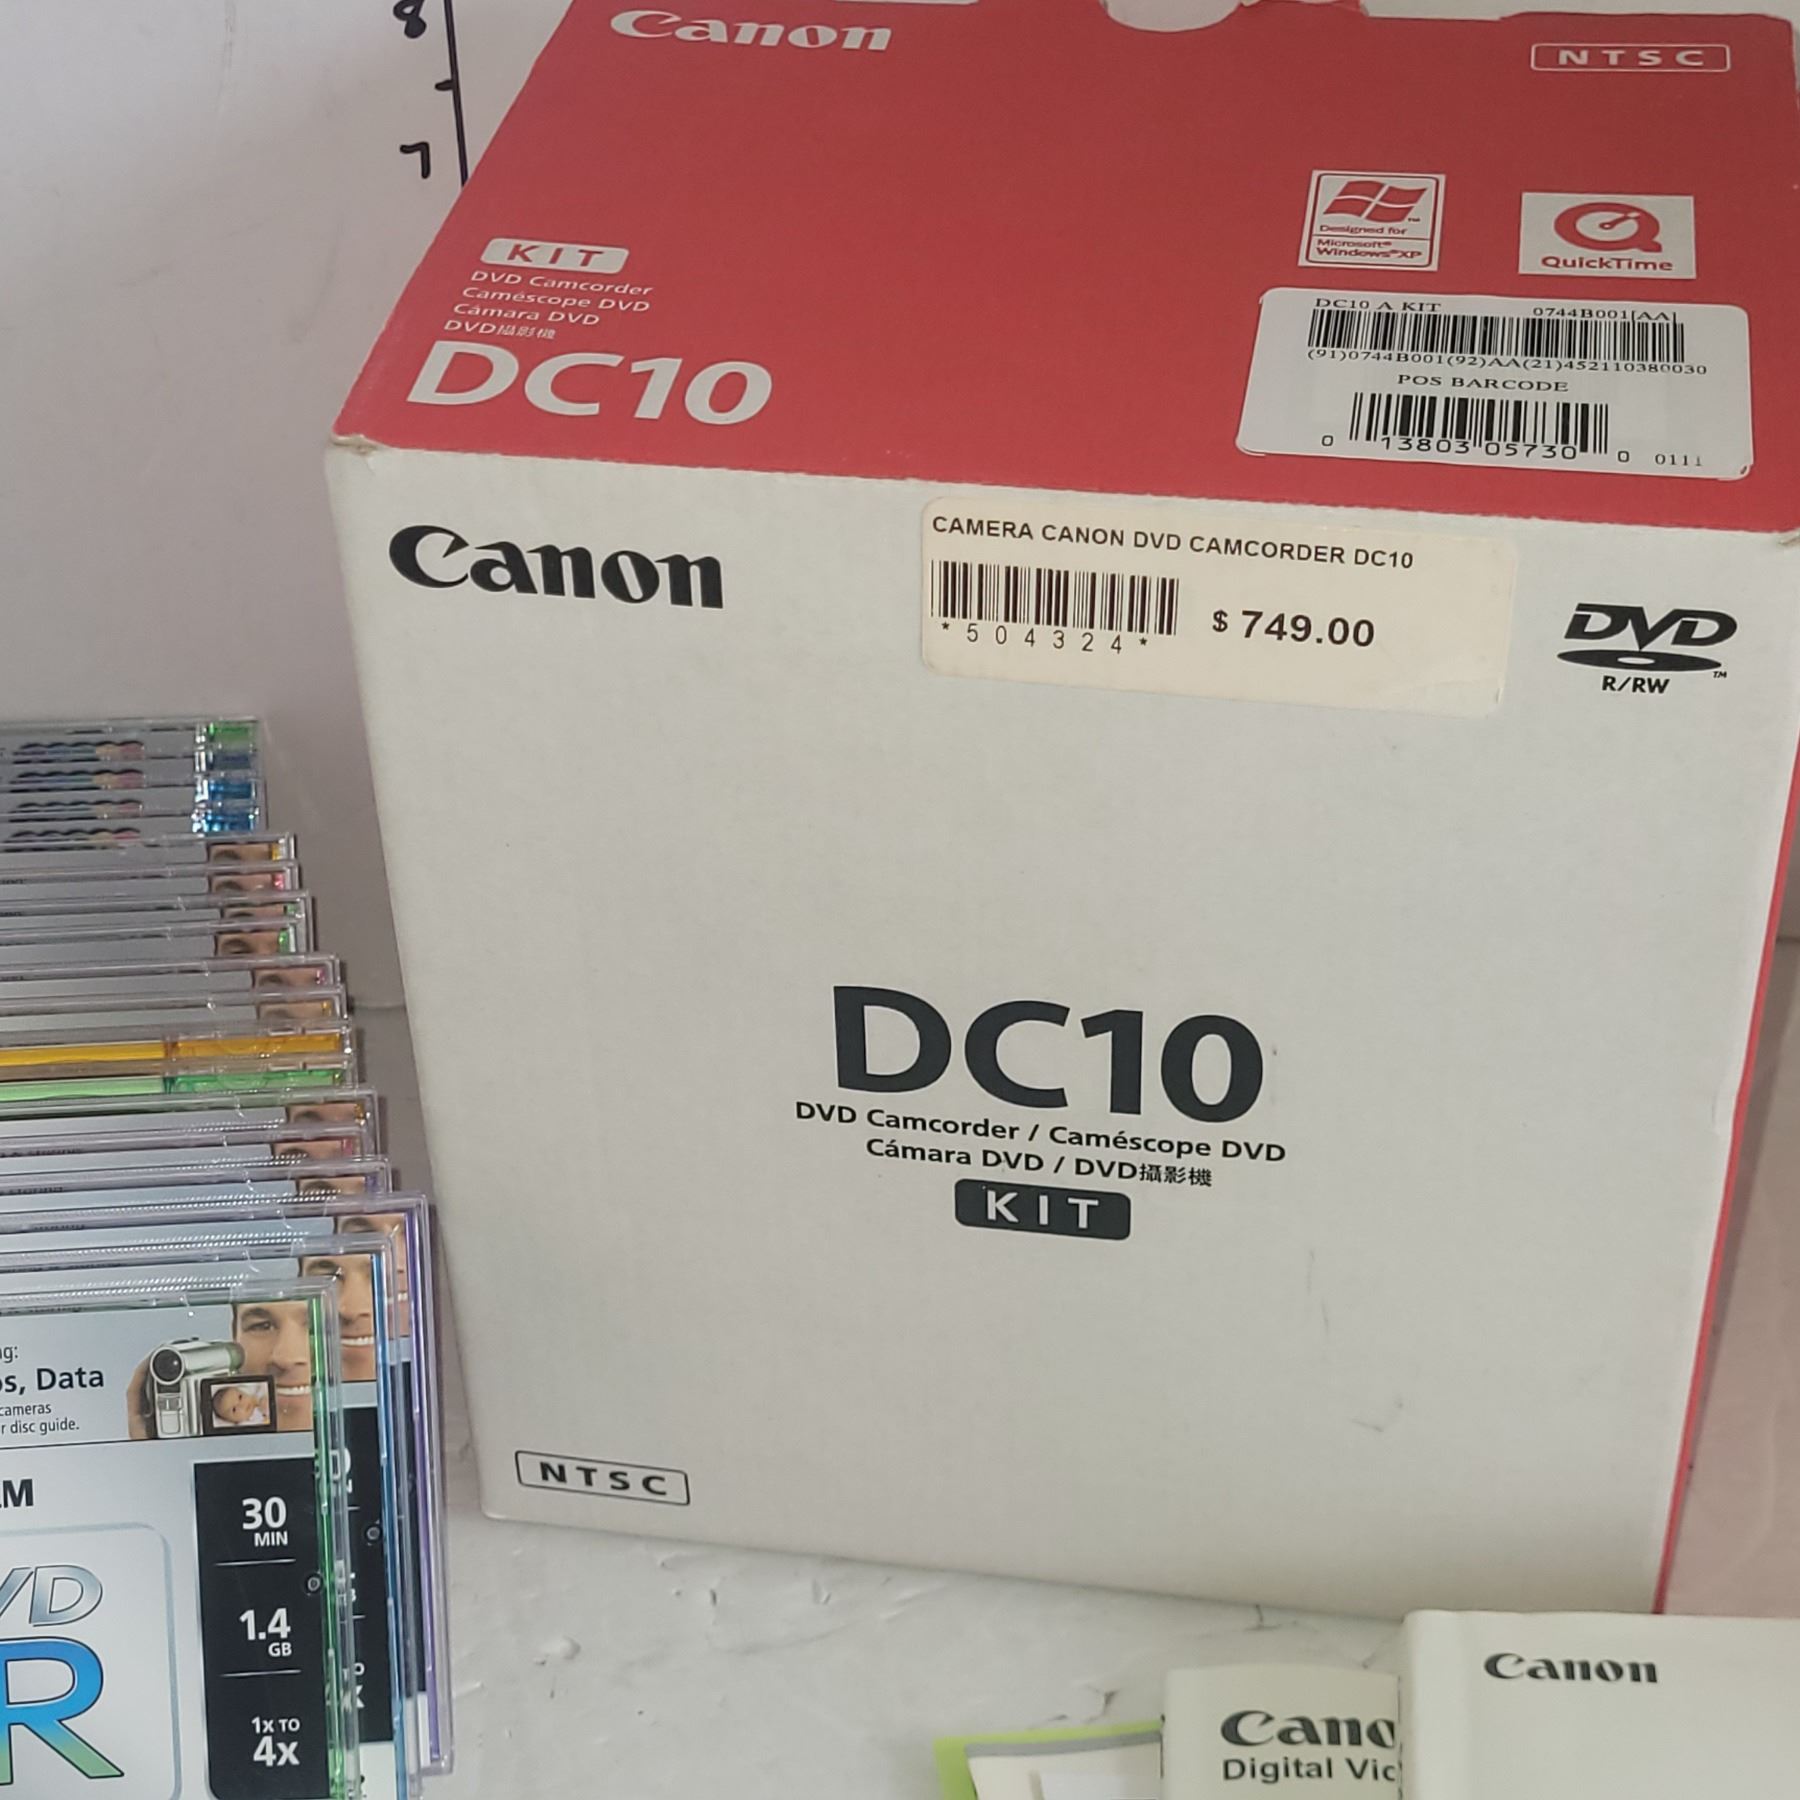 8
7
Canon
NTSC
Designed for
Microsoft®
Windows®XP
QuickTime
KIT
DVD Camcorder
Caméscope DVD
Cámara DVD
DVD攝影機
DC10
DC10 A KIT 0744B001[AA]
(91)0744B001(92)AA(21)452110380030
POS BARCODE
0 13803 05730 0 0111
Canon
CAMERA CANON DVD CAMCORDER DC10
*504324*
$ 749.00
DVD™
R/RW
DC10
DVD Camcorder / Caméscope DVD
Cámara DVD / DVD攝影機
KIT
NTSC
Data
cameras
r disc guide.
30
MIN
1.4
GB
1x TO
4x
R
Canon
Digital
Canon